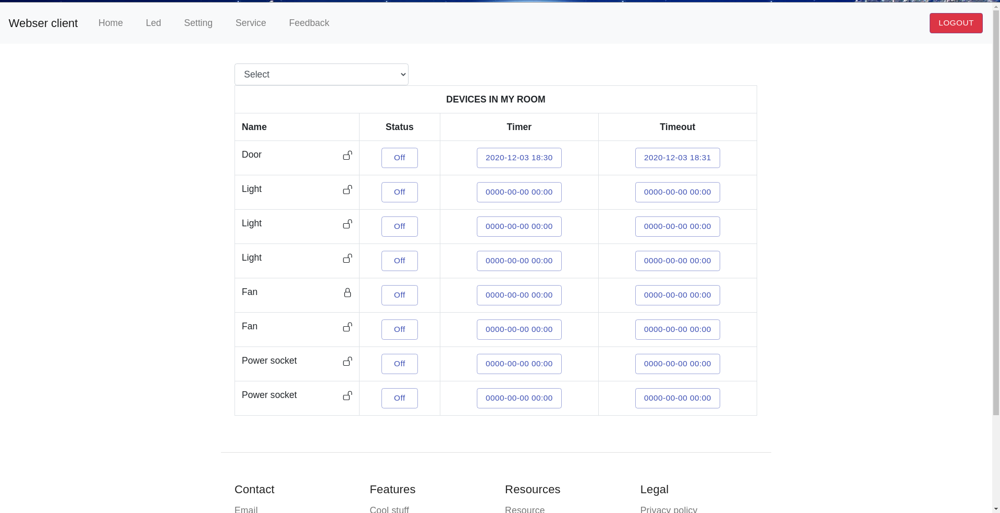 Webser client Home Led Setting Service Feedback LOGOUT
Select
DEVICES IN MY ROOM
Name Status Timer Timeout
Door Off 2020-12-03 18:30 2020-12-03 18:31
Light Off 0000-00-00 00:00 0000-00-00 00:00
Light Off 0000-00-00 00:00 0000-00-00 00:00
Light Off 0000-00-00 00:00 0000-00-00 00:00
Fan Off 0000-00-00 00:00 0000-00-00 00:00
Fan Off 0000-00-00 00:00 0000-00-00 00:00
Power socket Off 0000-00-00 00:00 0000-00-00 00:00
Power socket Off 0000-00-00 00:00 0000-00-00 00:00
Contact Features Resources Legal
Email Cool stuff Resource Privacy policy